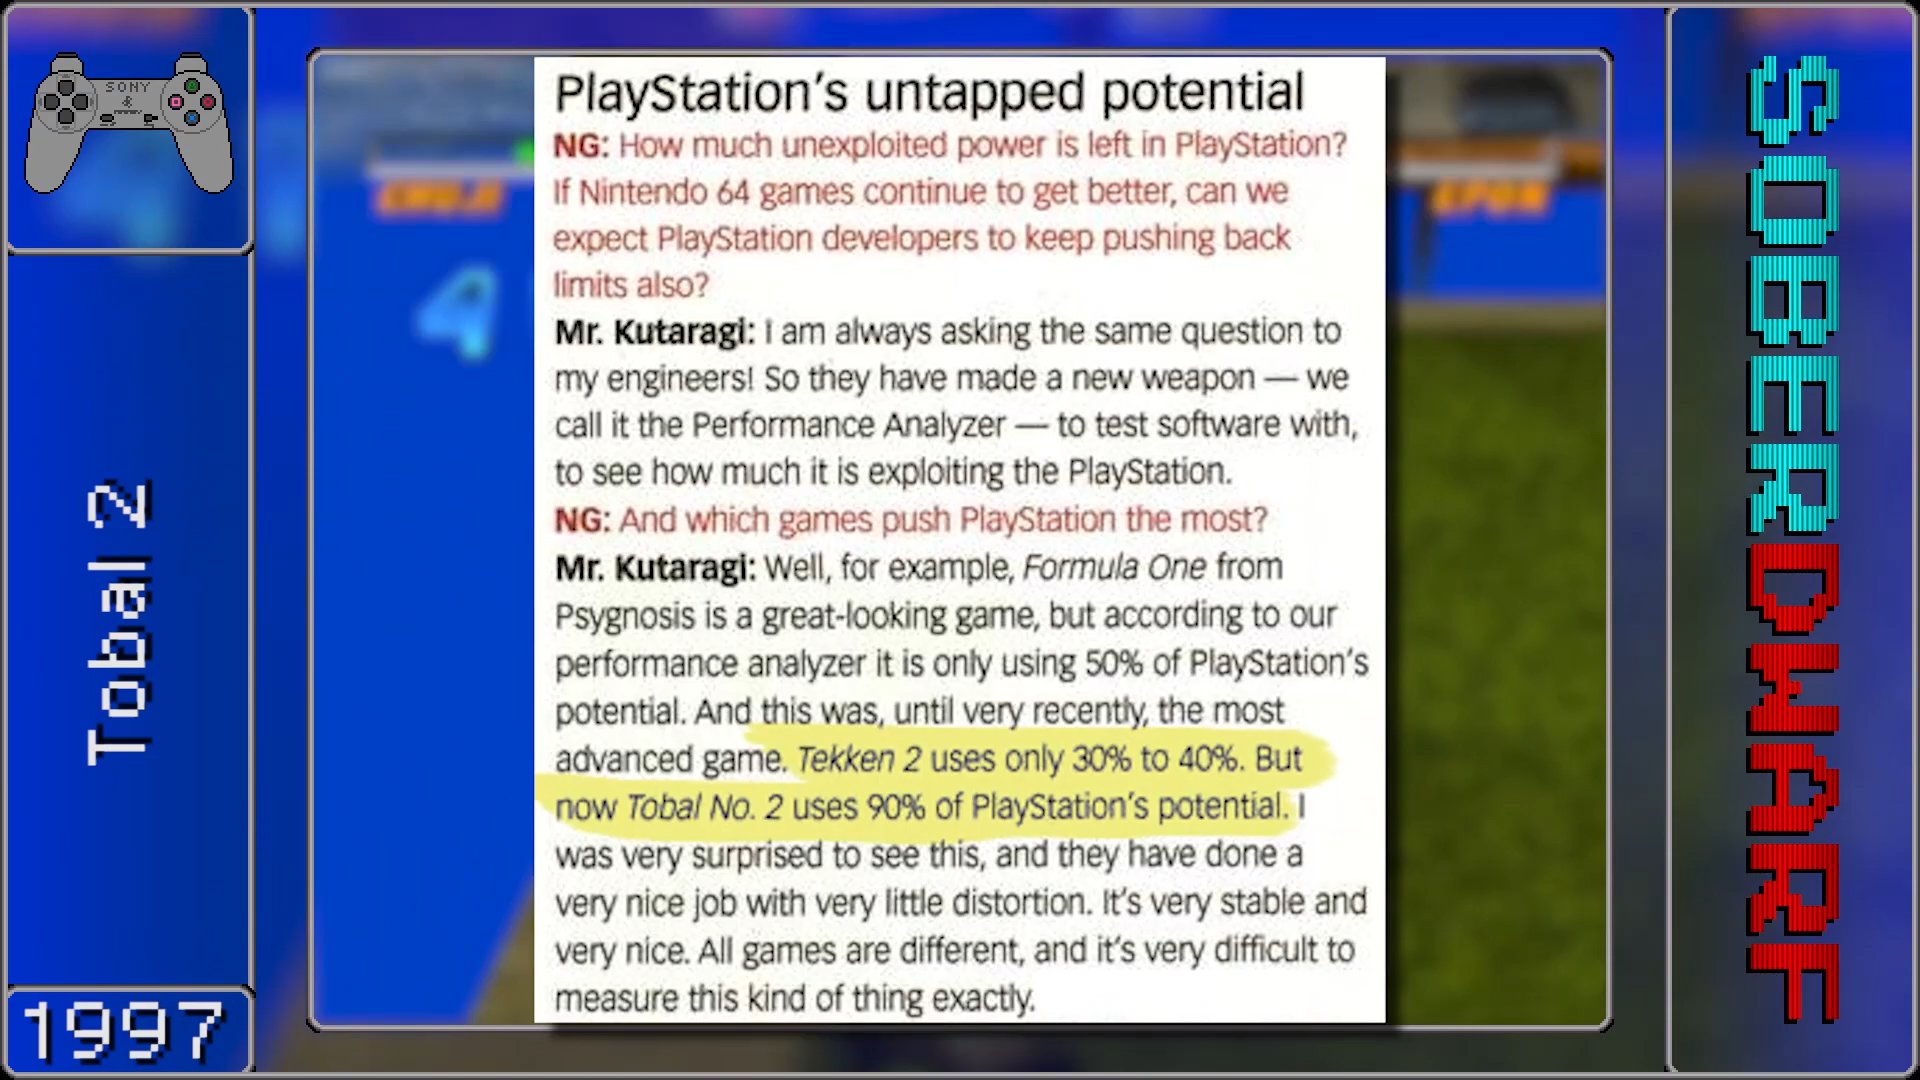 SONY
Tobal 2
1997
PlayStation's untapped potential
NG: How much unexploited power is left in PlayStation?
If Nintendo 64 games continue to get better, can we
expect PlayStation developers to keep pushing back
limits also?
Mr. Kutaragi: I am always asking the same question to
my engineers! So they have made a new weapon — we
call it the Performance Analyzer — to test software with,
to see how much it is exploiting the PlayStation.
NG: And which games push PlayStation the most?
Mr. Kutaragi: Well, for example, Formula One from
Psygnosis is a great-looking game, but according to our
performance analyzer it is only using 50% of PlayStation's
potential. And this was, until very recently, the most
advanced game. Tekken 2 uses only 30% to 40%. But
now Tobal No. 2 uses 90% of PlayStation's potential. I
was very surprised to see this, and they have done a
very nice job with very little distortion. It's very stable and
very nice. All games are different, and it's very difficult to
measure this kind of thing exactly.
CHUJI
EPON
4
SOBERDWARF